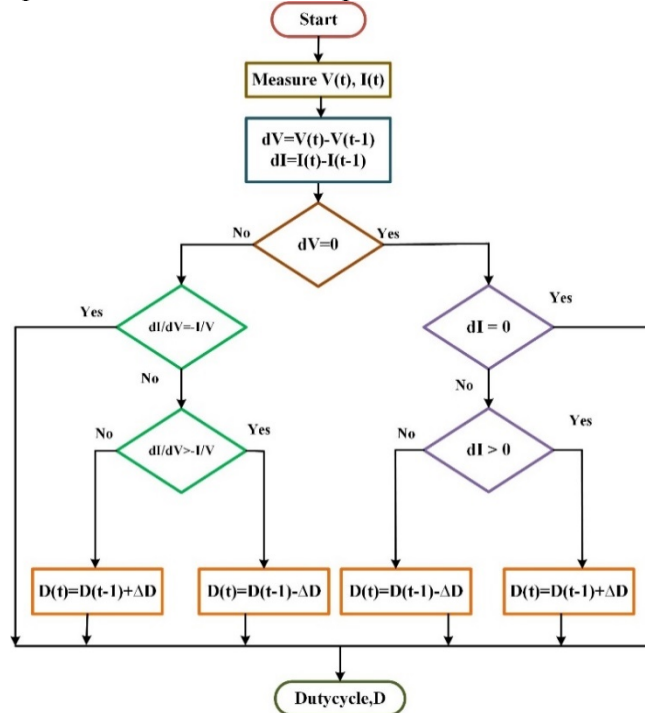 Start
Measure V(t), I(t)
dV=V(t)-V(t-1)
dI=I(t)-I(t-1)
No
dV=0
Yes
Yes
dI/dV=-I/V
dI = 0
Yes
No
No
No
dI/dV>-I/V
Yes
No
dI > 0
Yes
D(t)=D(t-1)+ΔD
D(t)=D(t-1)-ΔD
D(t)=D(t-1)-ΔD
D(t)=D(t-1)+ΔD
Dutycycle,D